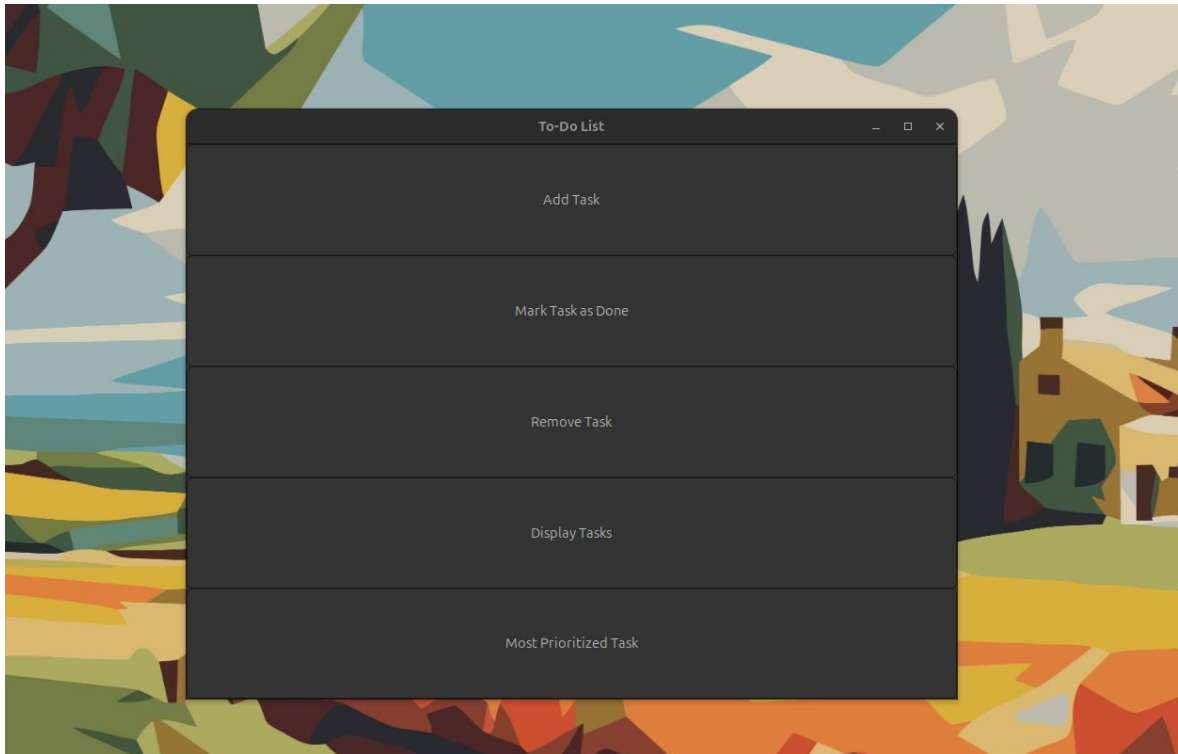 To-Do List
Add Task
Mark Task as Done
Remove Task
Display Tasks
Most Prioritized Task